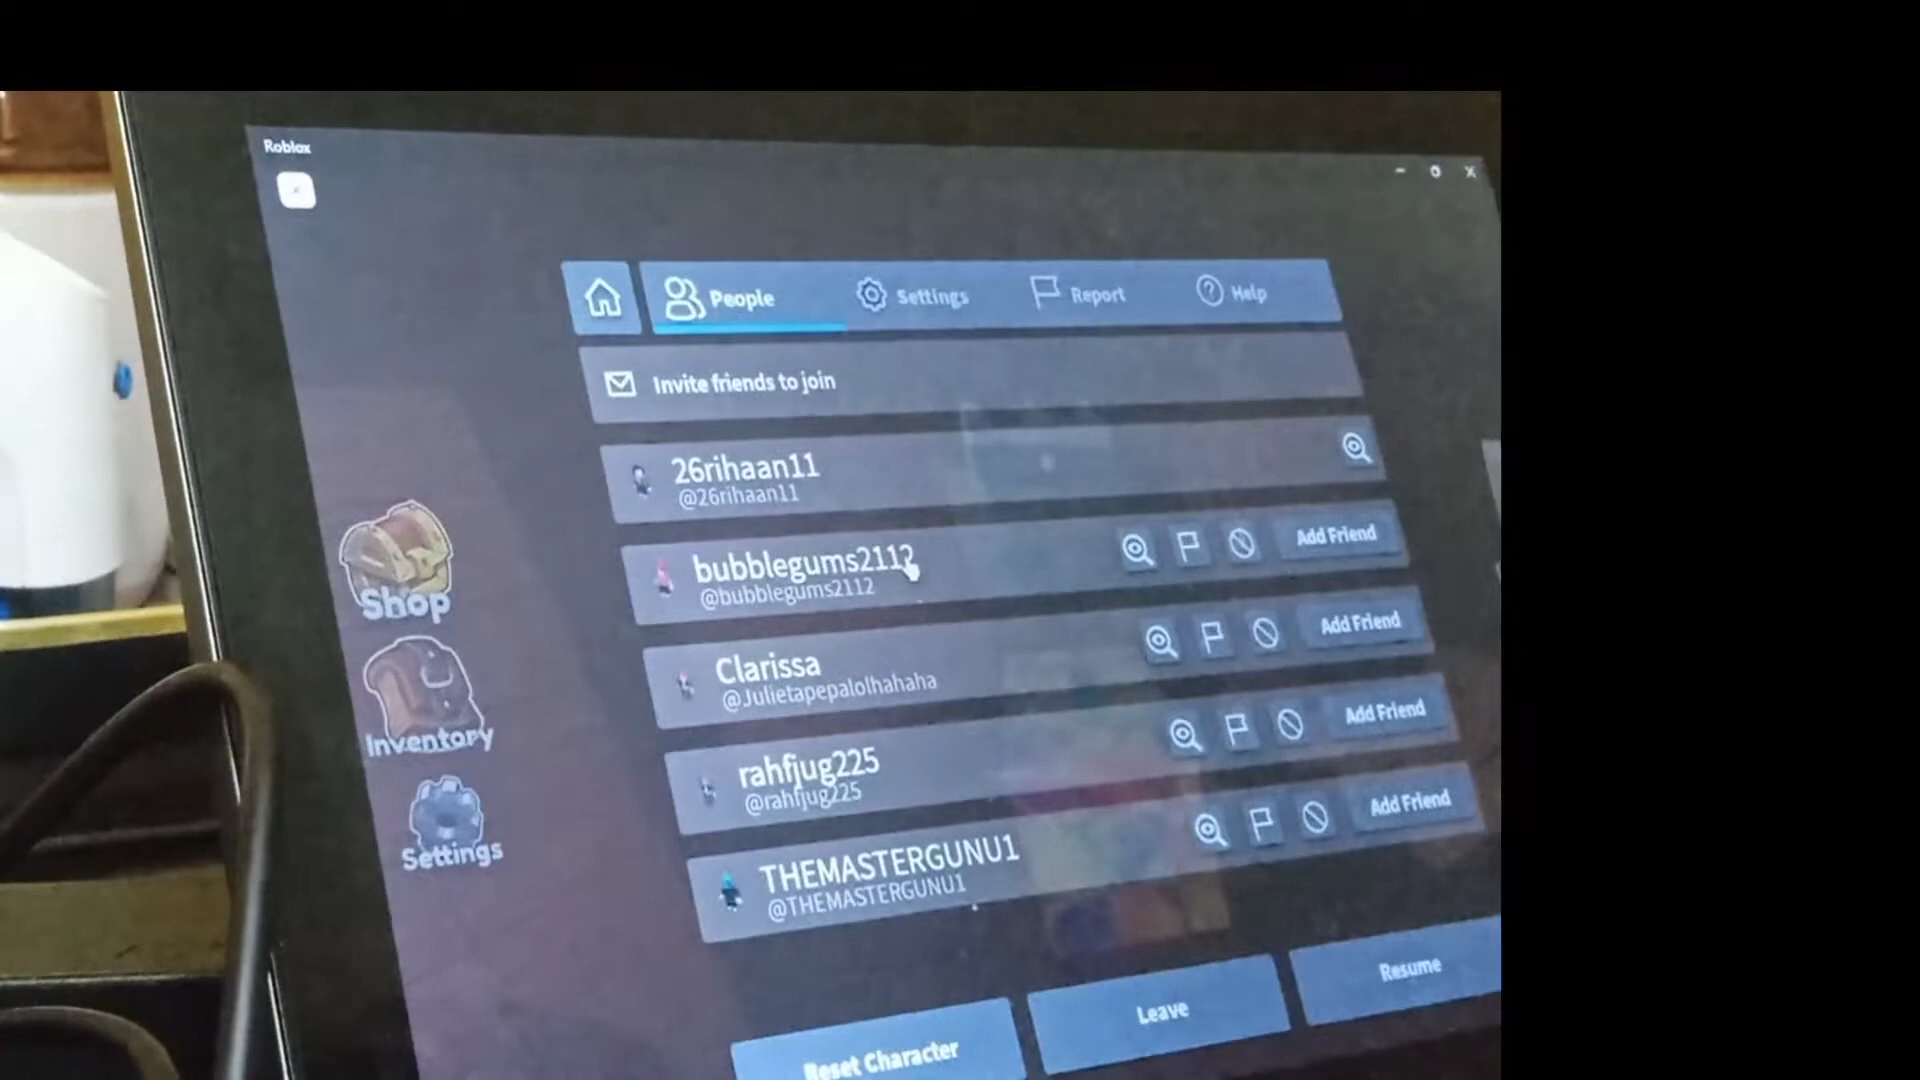 Roblox
People
Settings
Report
Help
Invite friends to join
26rihaan11
@26rihaan11
bubblegums2112
@bubblegums2112
Add Friend
Clarissa
@Julietapepalolhahaha
Add Friend
rahfjug225
@rahfjug225
Add Friend
THEMASTERGUNU1
@THEMASTERGUNU1
Add Friend
Shop
Inventory
Settings
Reset Character
Leave
Resume